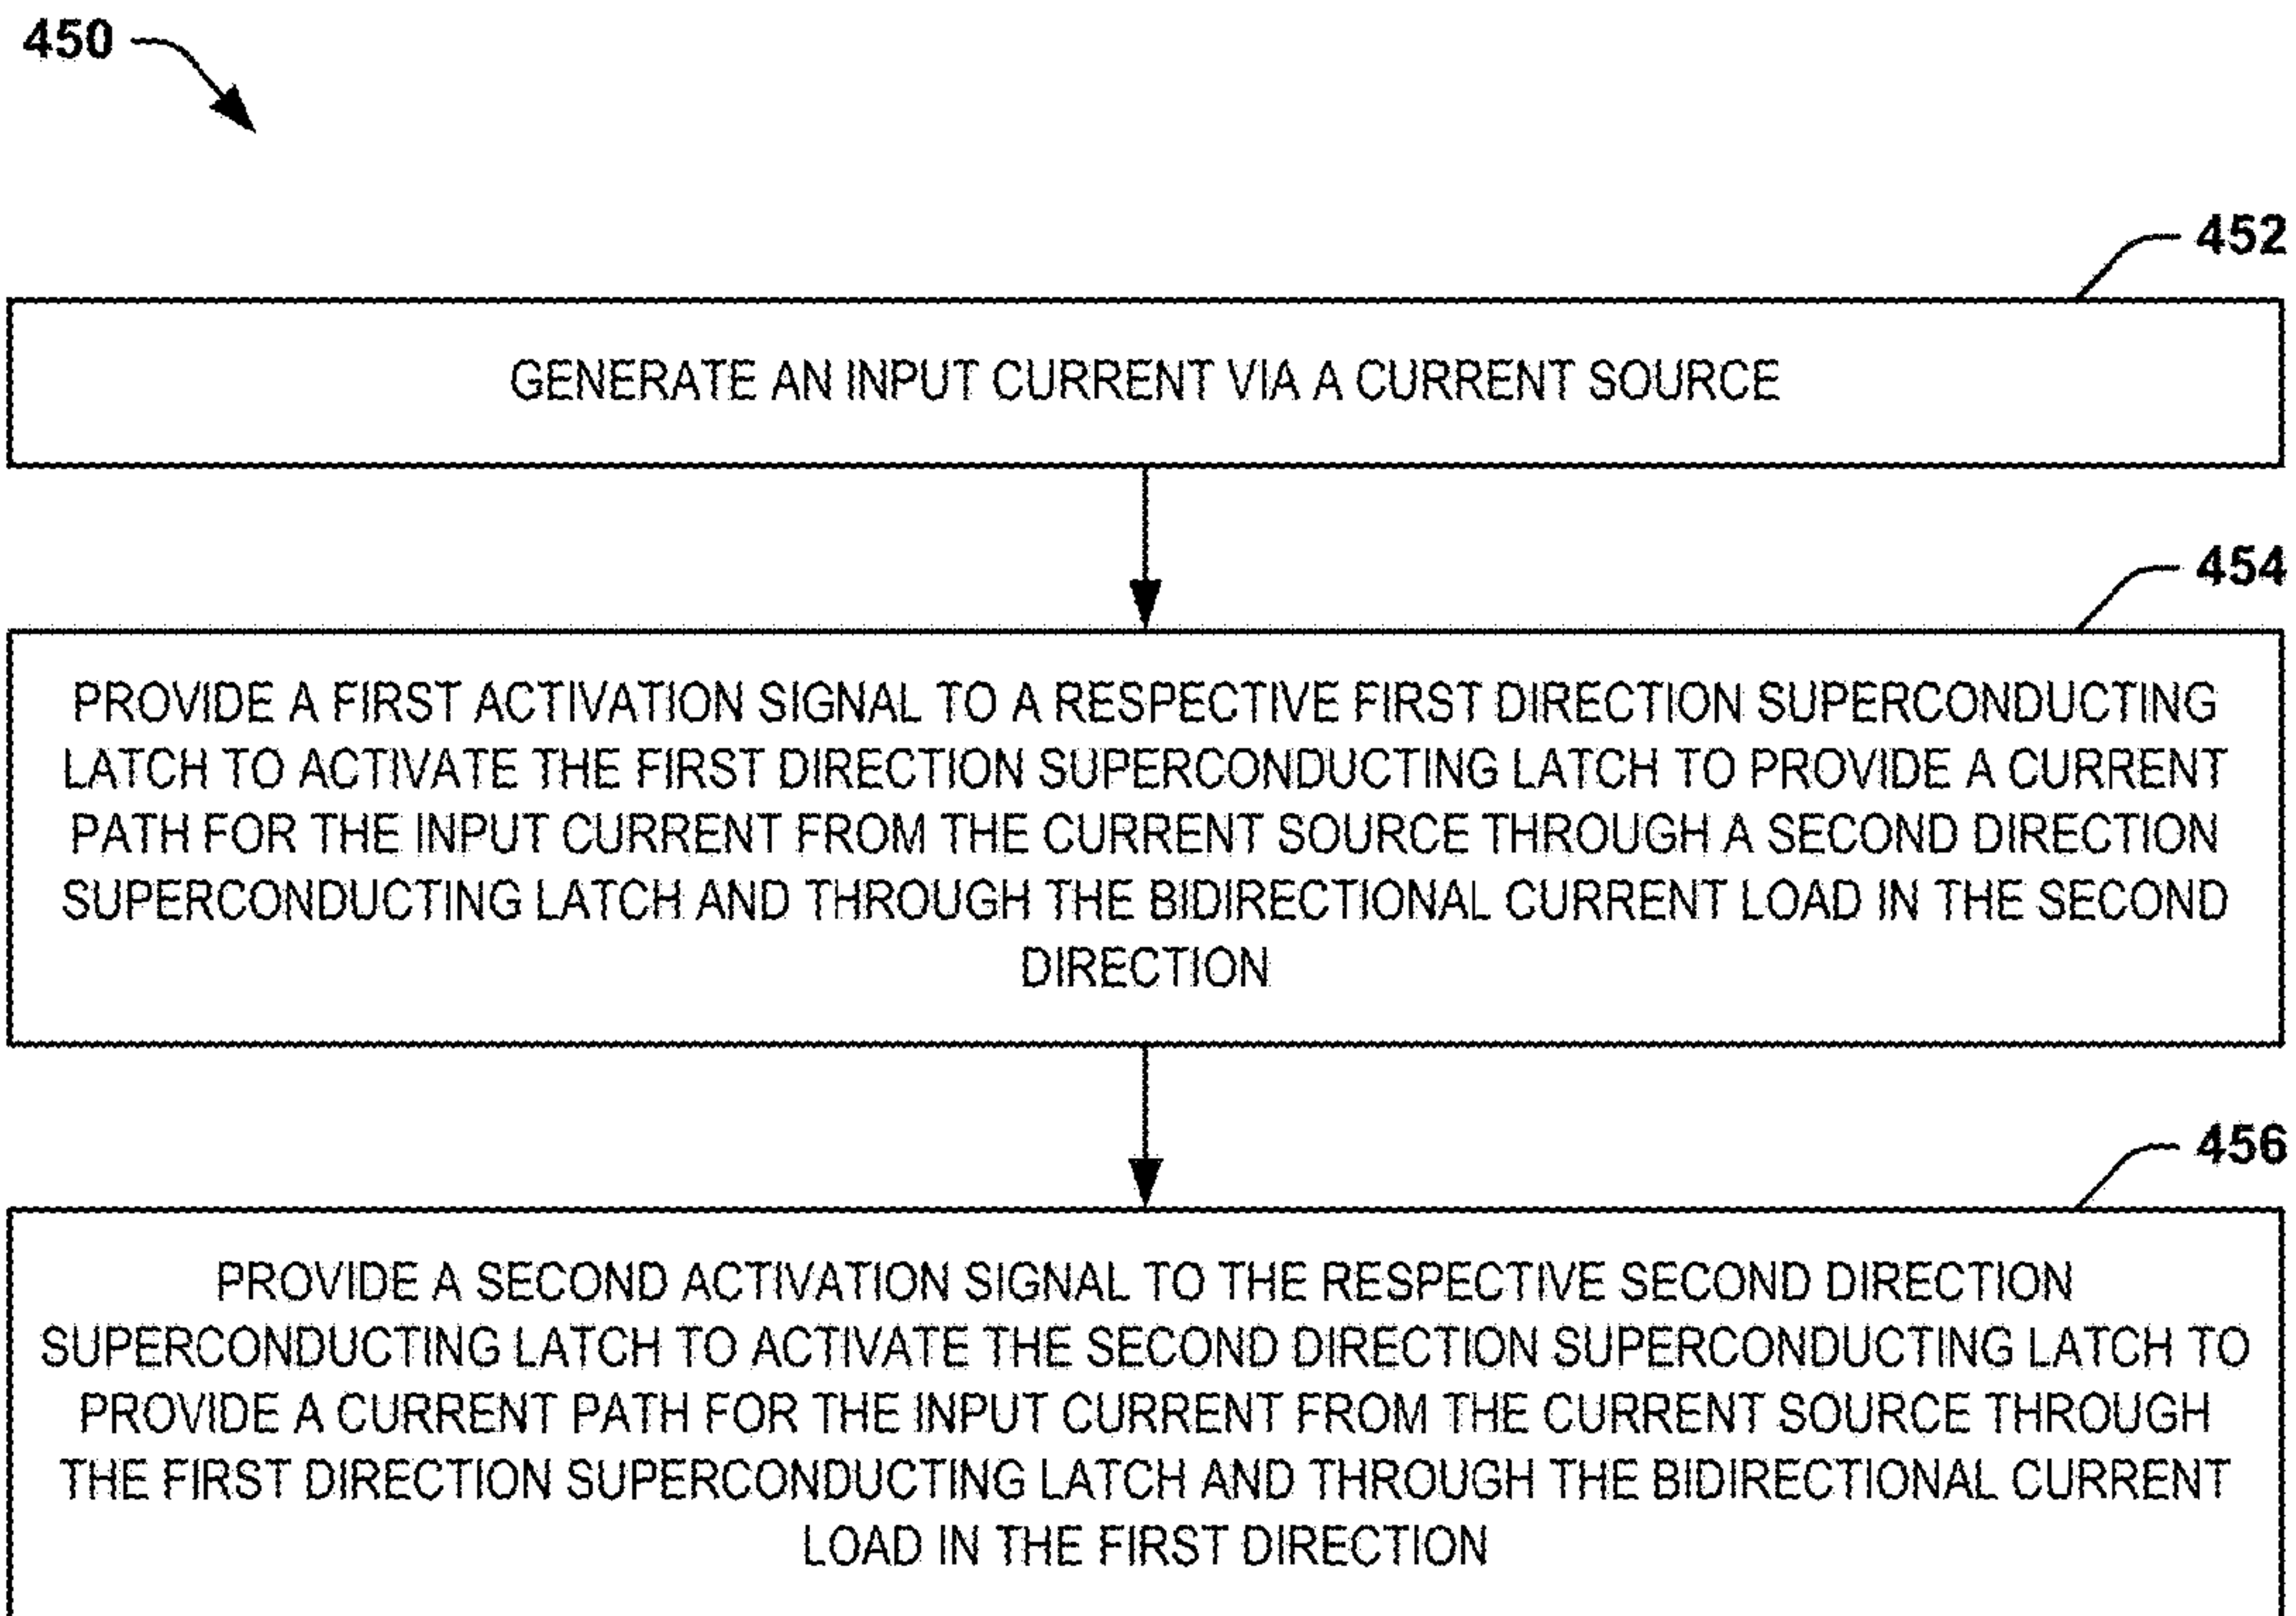 450
452
GENERATE AN INPUT CURRENT VIA A CURRENT SOURCE
454
PROVIDE A FIRST ACTIVATION SIGNAL TO A RESPECTIVE FIRST DIRECTION SUPERCONDUCTING
LATCH TO ACTIVATE THE FIRST DIRECTION SUPERCONDUCTING LATCH TO PROVIDE A CURRENT
PATH FOR THE INPUT CURRENT FROM THE CURRENT SOURCE THROUGH A SECOND DIRECTION
SUPERCONDUCTING LATCH AND THROUGH THE BIDIRECTIONAL CURRENT LOAD IN THE SECOND
DIRECTION
456
PROVIDE A SECOND ACTIVATION SIGNAL TO THE RESPECTIVE SECOND DIRECTION
SUPERCONDUCTING LATCH TO ACTIVATE THE SECOND DIRECTION SUPERCONDUCTING LATCH TO
PROVIDE A CURRENT PATH FOR THE INPUT CURRENT FROM THE CURRENT SOURCE THROUGH
THE FIRST DIRECTION SUPERCONDUCTING LATCH AND THROUGH THE BIDIRECTIONAL CURRENT
LOAD IN THE FIRST DIRECTION